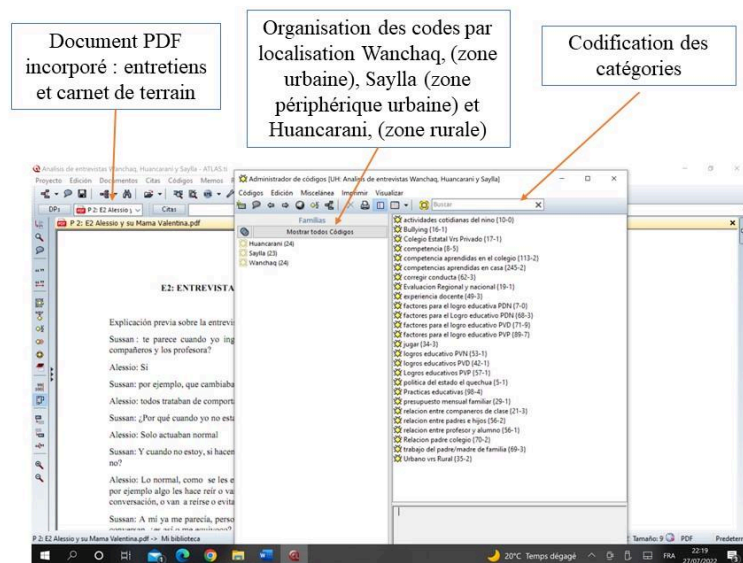 Document PDF
incorporé : entretiens
et carnet de terrain
Organisation des codes par
localisation Wanchaq, (zone
urbaine), Saylla (zone
périphérique urbaine) et
Huancarani, (zone rurale)
Codification des
catégories
Analisis de entrevistas Wanchaq, Huancarani y Saylla - ATLAS.ti
Proyecto Edición Documentos Citas Códigos Memos
DPs P 2: E2 Alessio y Citas
P 2: E2 Alessio y su Mama Valentina.pdf
E2: ENTREVISTA
Explicación previa sobre la entrevis
Sussan : te parece cuando yo ing
compañeros y los profesora?
Alessio: Si
Sussan: por ejemplo, que cambiaba
Alessio: todos trataban de comport
Sussan: ¿Por qué cuando yo no esta
Alessio: Solo actuaban normal
Sussan: Y cuando no estoy, si hacen
no?
Alessio: Lo normal, como se les e
por ejemplo algo les hace reír o va
conversación, o van a reirse o evita
Sussan: A mi ya me parecía, perso
Administrador de códigos [UH: Analisis de entrevistas Wanchaq, Huancarani y Saylla]
Códigos Edición Miscelánea Imprimir Visualizar
Buscar
Familias
Mostrar todos Códigos
Huancarani (24)
Saylla (23)
Wanchaq (24)
actividades cotidianas del nino {10-0}
Bullying {16-1}
Colegio Estatal Vrs Privado {17-1}
competencia {8-5}
competencias aprendidas en el colegio {113-2}
competencias aprendidas en casa {245-2}
corregir conducta {62-3}
Evaluacion Regional y nacional {19-1}
experiencia docente {49-3}
factores para el logro educativa PDN {7-0}
factores para el Logro educativo PDN {68-3}
factores para el logro educativo PVD {71-9}
factores para el logro educativo PVP {89-7}
jugar {34-3}
logros educativo PVN {53-1}
logros educativos PVD {42-1}
Logros educativos PVP {57-1}
politica del estado el quechua {5-1}
Practicas educativas {98-4}
presupuesto mensual familiar {29-1}
relacion entre companeros de clase {21-3}
relacion entre padres e hijos {56-2}
relacion entre profesor y alumno {56-1}
Relacion padre colegio {70-2}
trabajo del padre/madre de familia {69-3}
Urbano vrs Rural {35-2}
P 2: E2 Alessio y su Mama Valentina.pdf -> Mi biblioteca
Tamaño: 9 PDF Predeter
20°C Temps dégagé FRA 22:19
27/07/2022